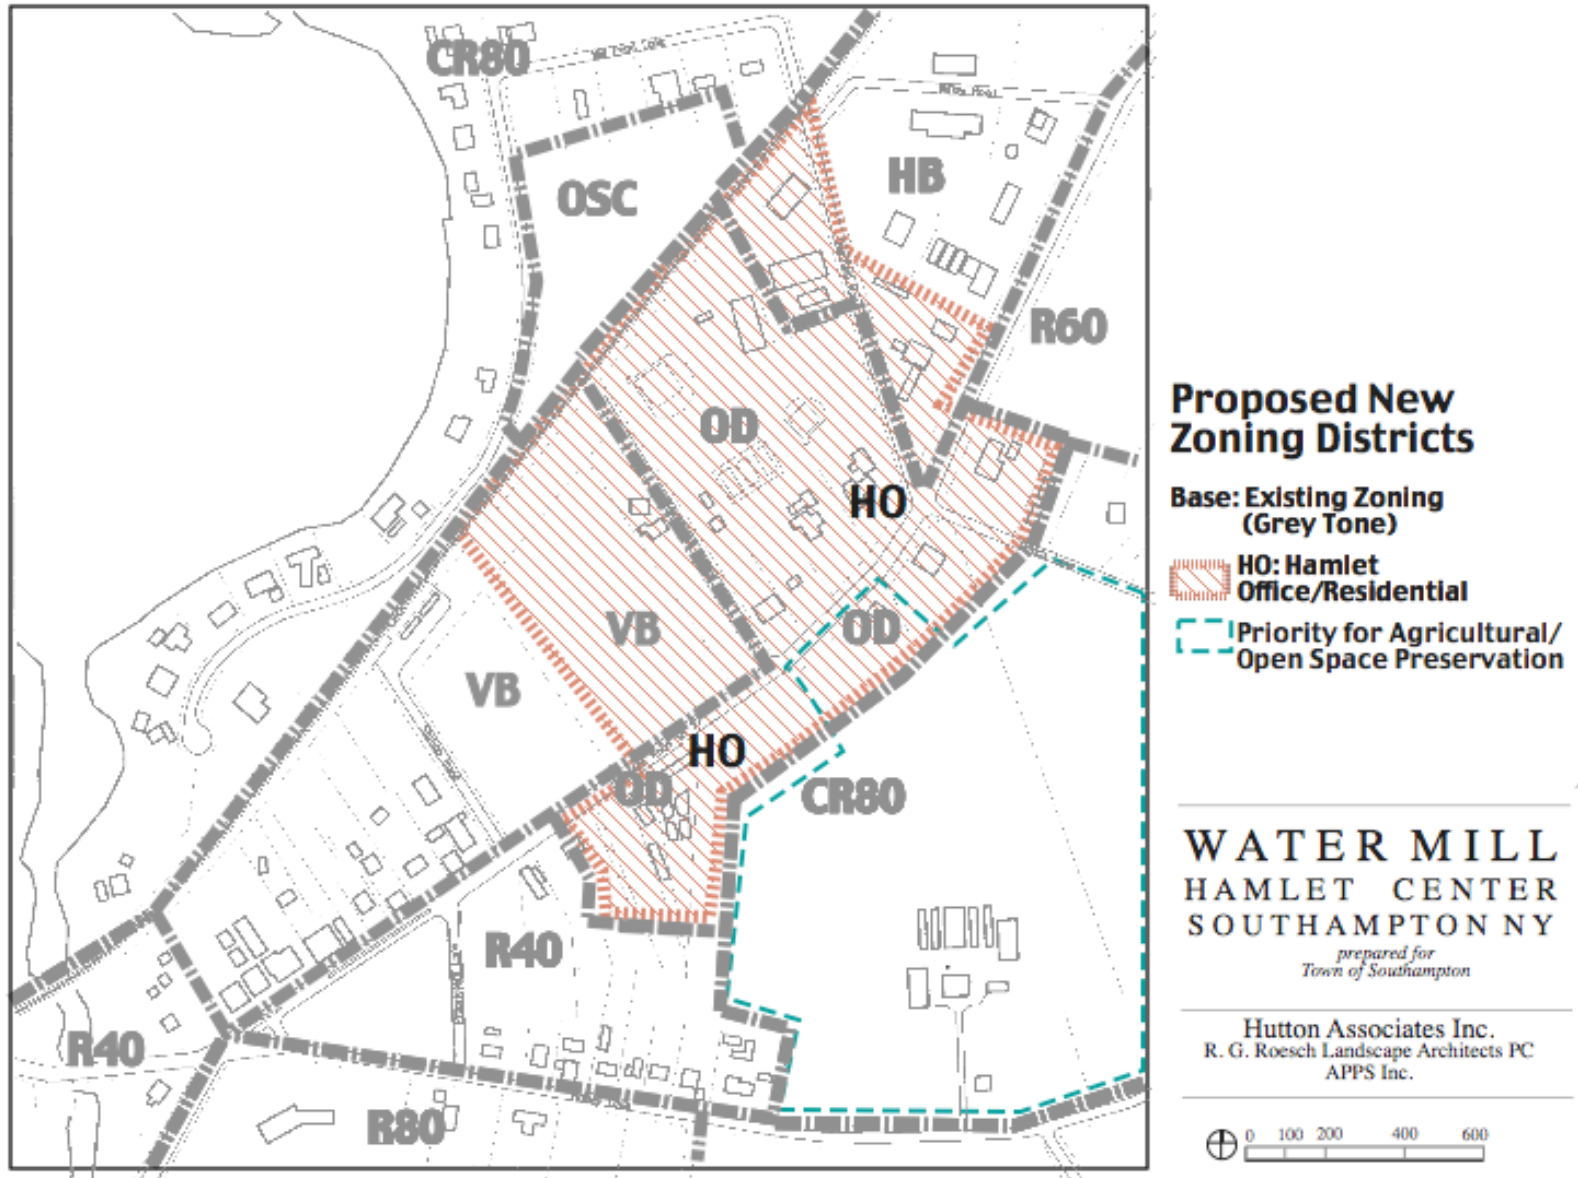 CR80
OSC
HB
R60
OD
HO
VB
OD
VB
HO
OD
CR80
R40
R40
R80
Proposed New
Zoning Districts
Base: Existing Zoning
(Grey Tone)
HO: Hamlet
Office/Residential
Priority for Agricultural/
Open Space Preservation
WATER MILL
HAMLET CENTER
SOUTHAMPTON NY
prepared for
Town of Southampton
Hutton Associates Inc.
R. G. Roesch Landscape Architects PC
APPS Inc.
0 100 200 400 600